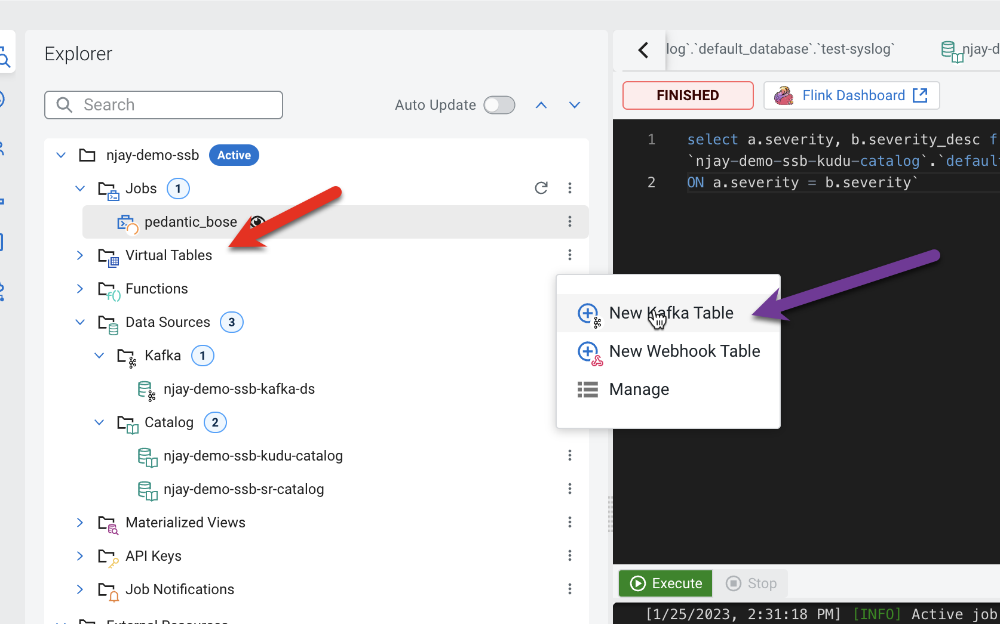 Explorer
Search
Auto Update
njay-demo-ssb
Active
Jobs
1
pedantic_bose
Virtual Tables
f()
Functions
Data Sources
3
Kafka
1
njay-demo-ssb-kafka-ds
Catalog
2
njay-demo-ssb-kudu-catalog
njay-demo-ssb-sr-catalog
Materialized Views
API Keys
Job Notifications
External Resources
New Kafka Table
New Webhook Table
Manage
log`.`default_database`.`test-syslog`
njay-d
FINISHED
Flink Dashboard
1 select a.severity, b.severity_desc f
`njay-demo-ssb-kudu-catalog`.`default
2 ON a.severity = b.severity`
Execute
Stop
[1/25/2023, 2:31:18 PM] [INFO] Active job